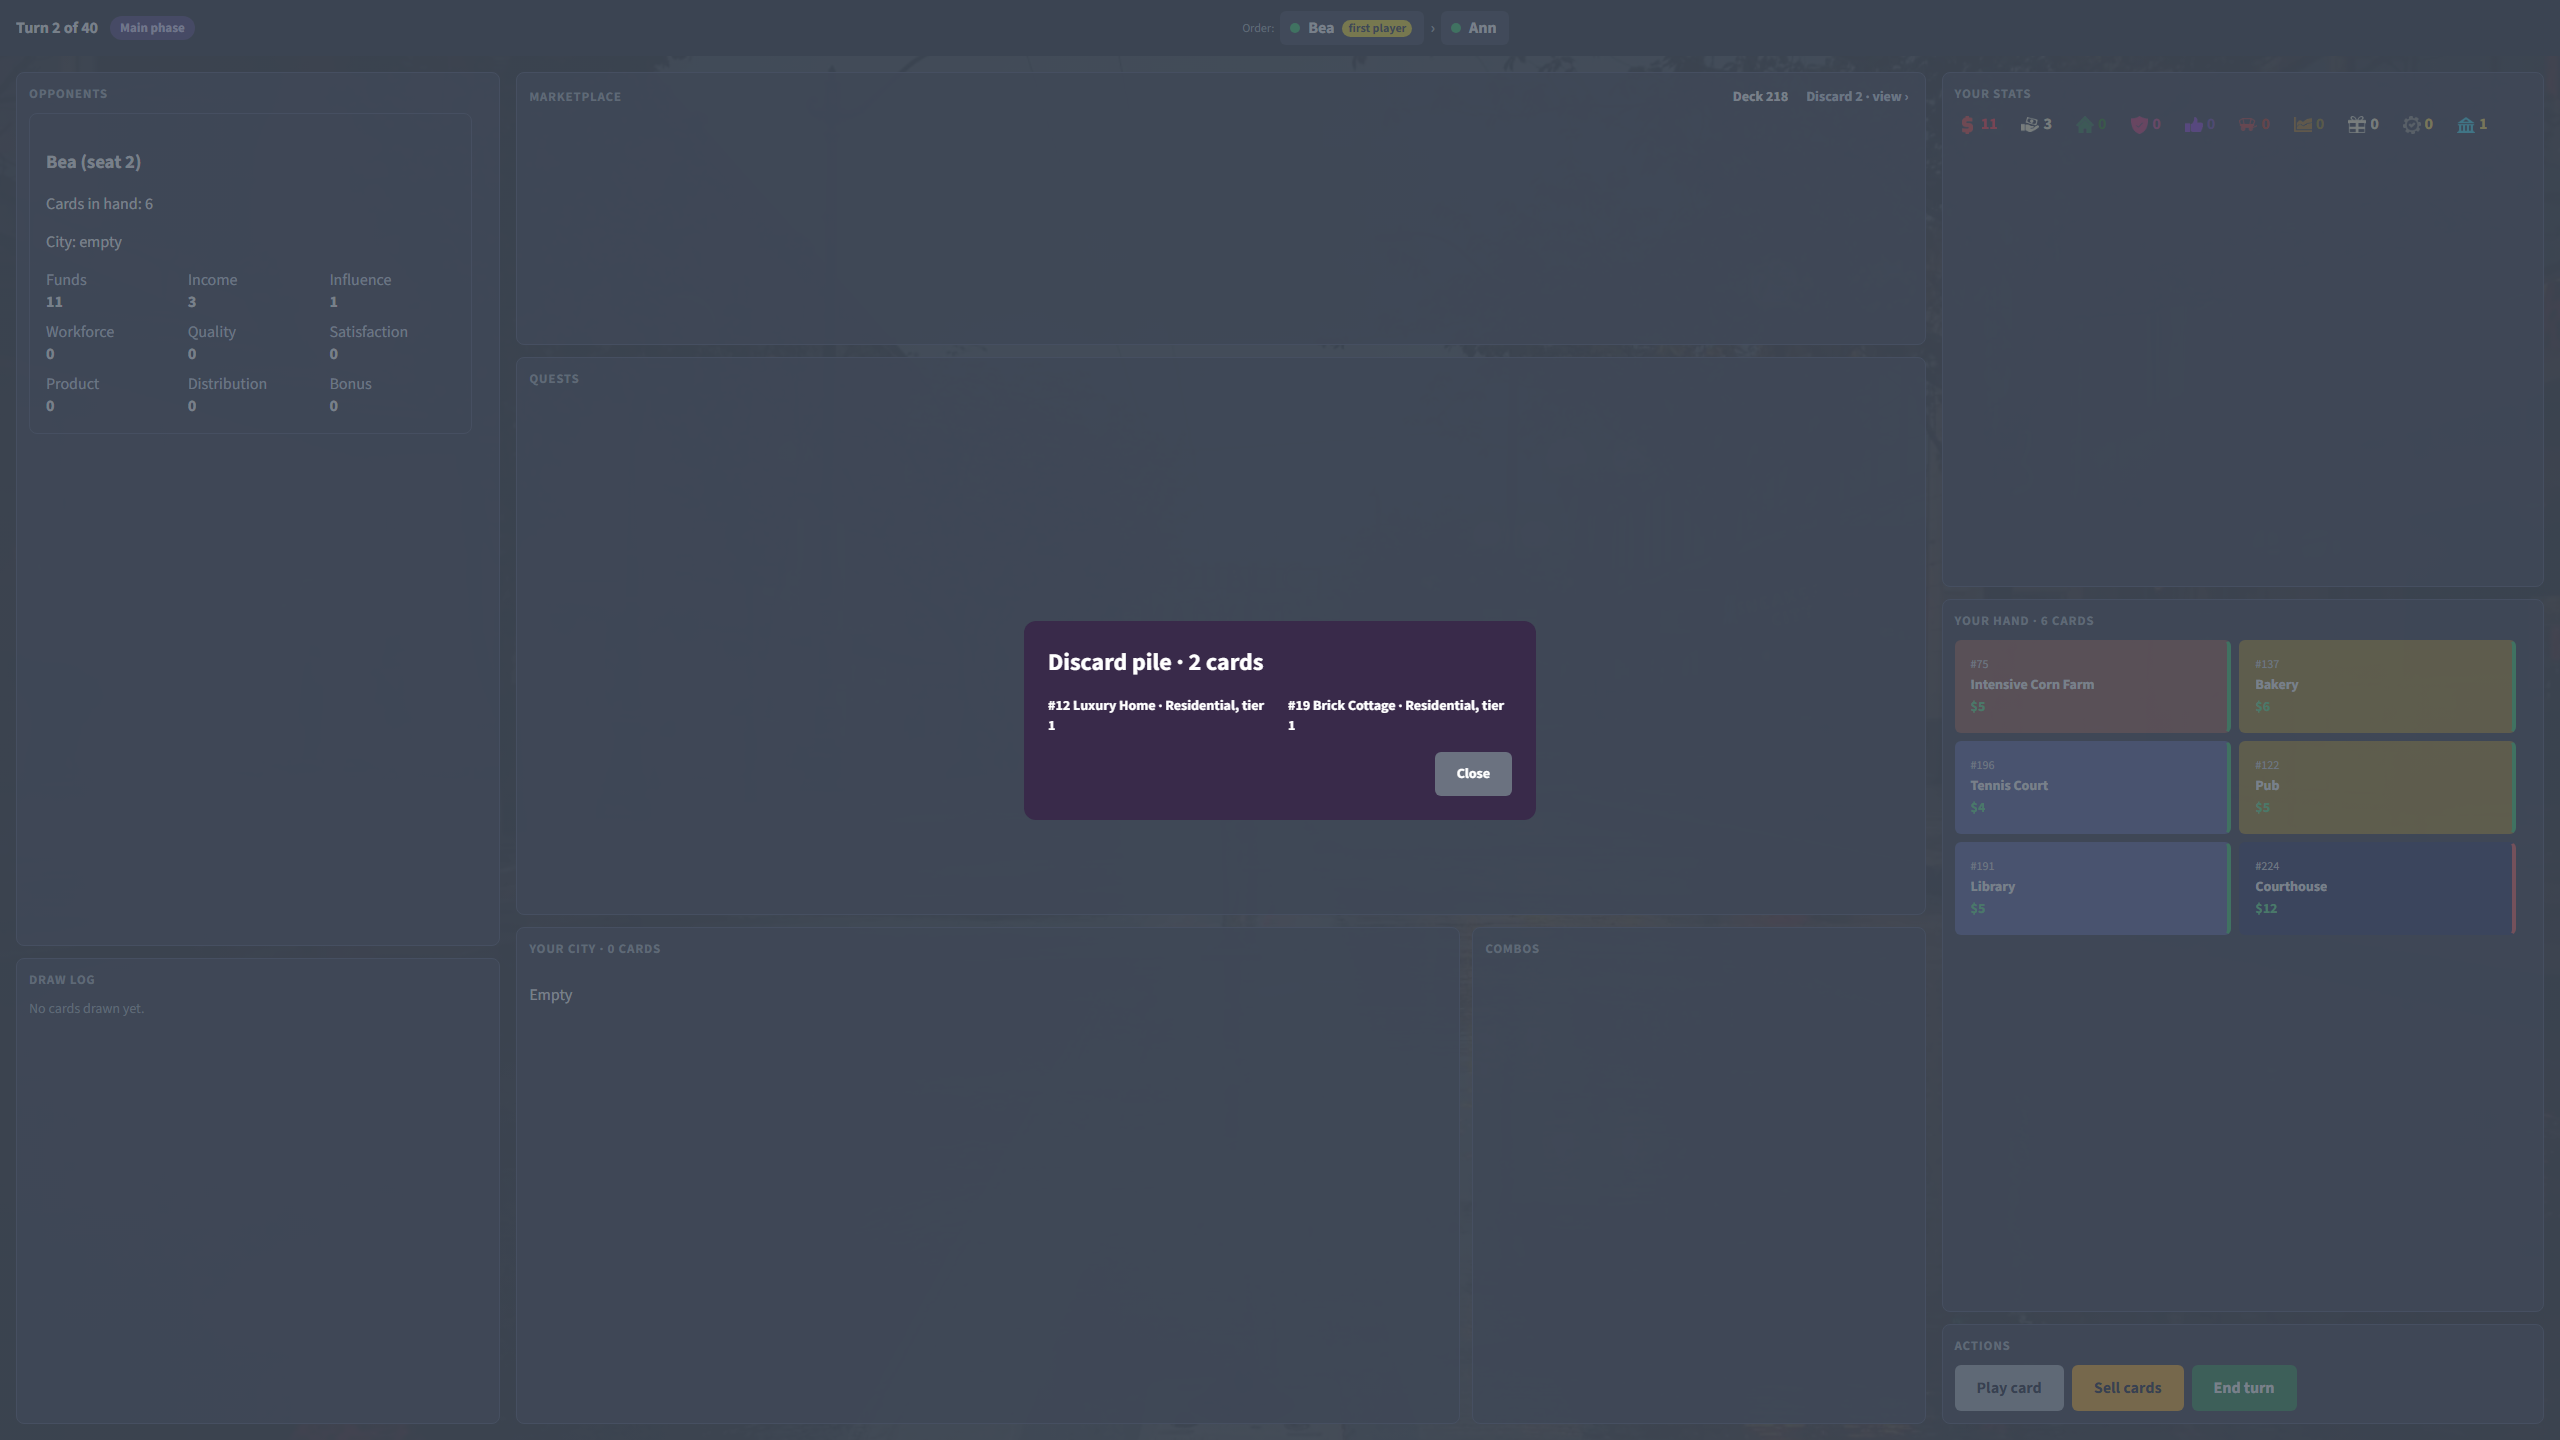 Turn 2 of 40 Main phase
Order: Bea first player › Ann
OPPONENTS
Bea (seat 2)
Cards in hand: 6
City: empty
Funds Income Influence
11 3 1
Workforce Quality Satisfaction
0 0 0
Product Distribution Bonus
0 0 0
DRAW LOG
No cards drawn yet.
MARKETPLACE Deck 218 Discard 2 · view ›
QUESTS
Discard pile · 2 cards
#12 Luxury Home · Residential, tier
1
#19 Brick Cottage · Residential, tier
1
Close
YOUR CITY · 0 CARDS
Empty
COMBOS
YOUR STATS
$ 11 3 0 0 0 0 0 0 0 1
YOUR HAND · 6 CARDS
#75
Intensive Corn Farm
$5
#137
Bakery
$6
#196
Tennis Court
$4
#122
Pub
$5
#191
Library
$5
#224
Courthouse
$12
ACTIONS
Play card Sell cards End turn